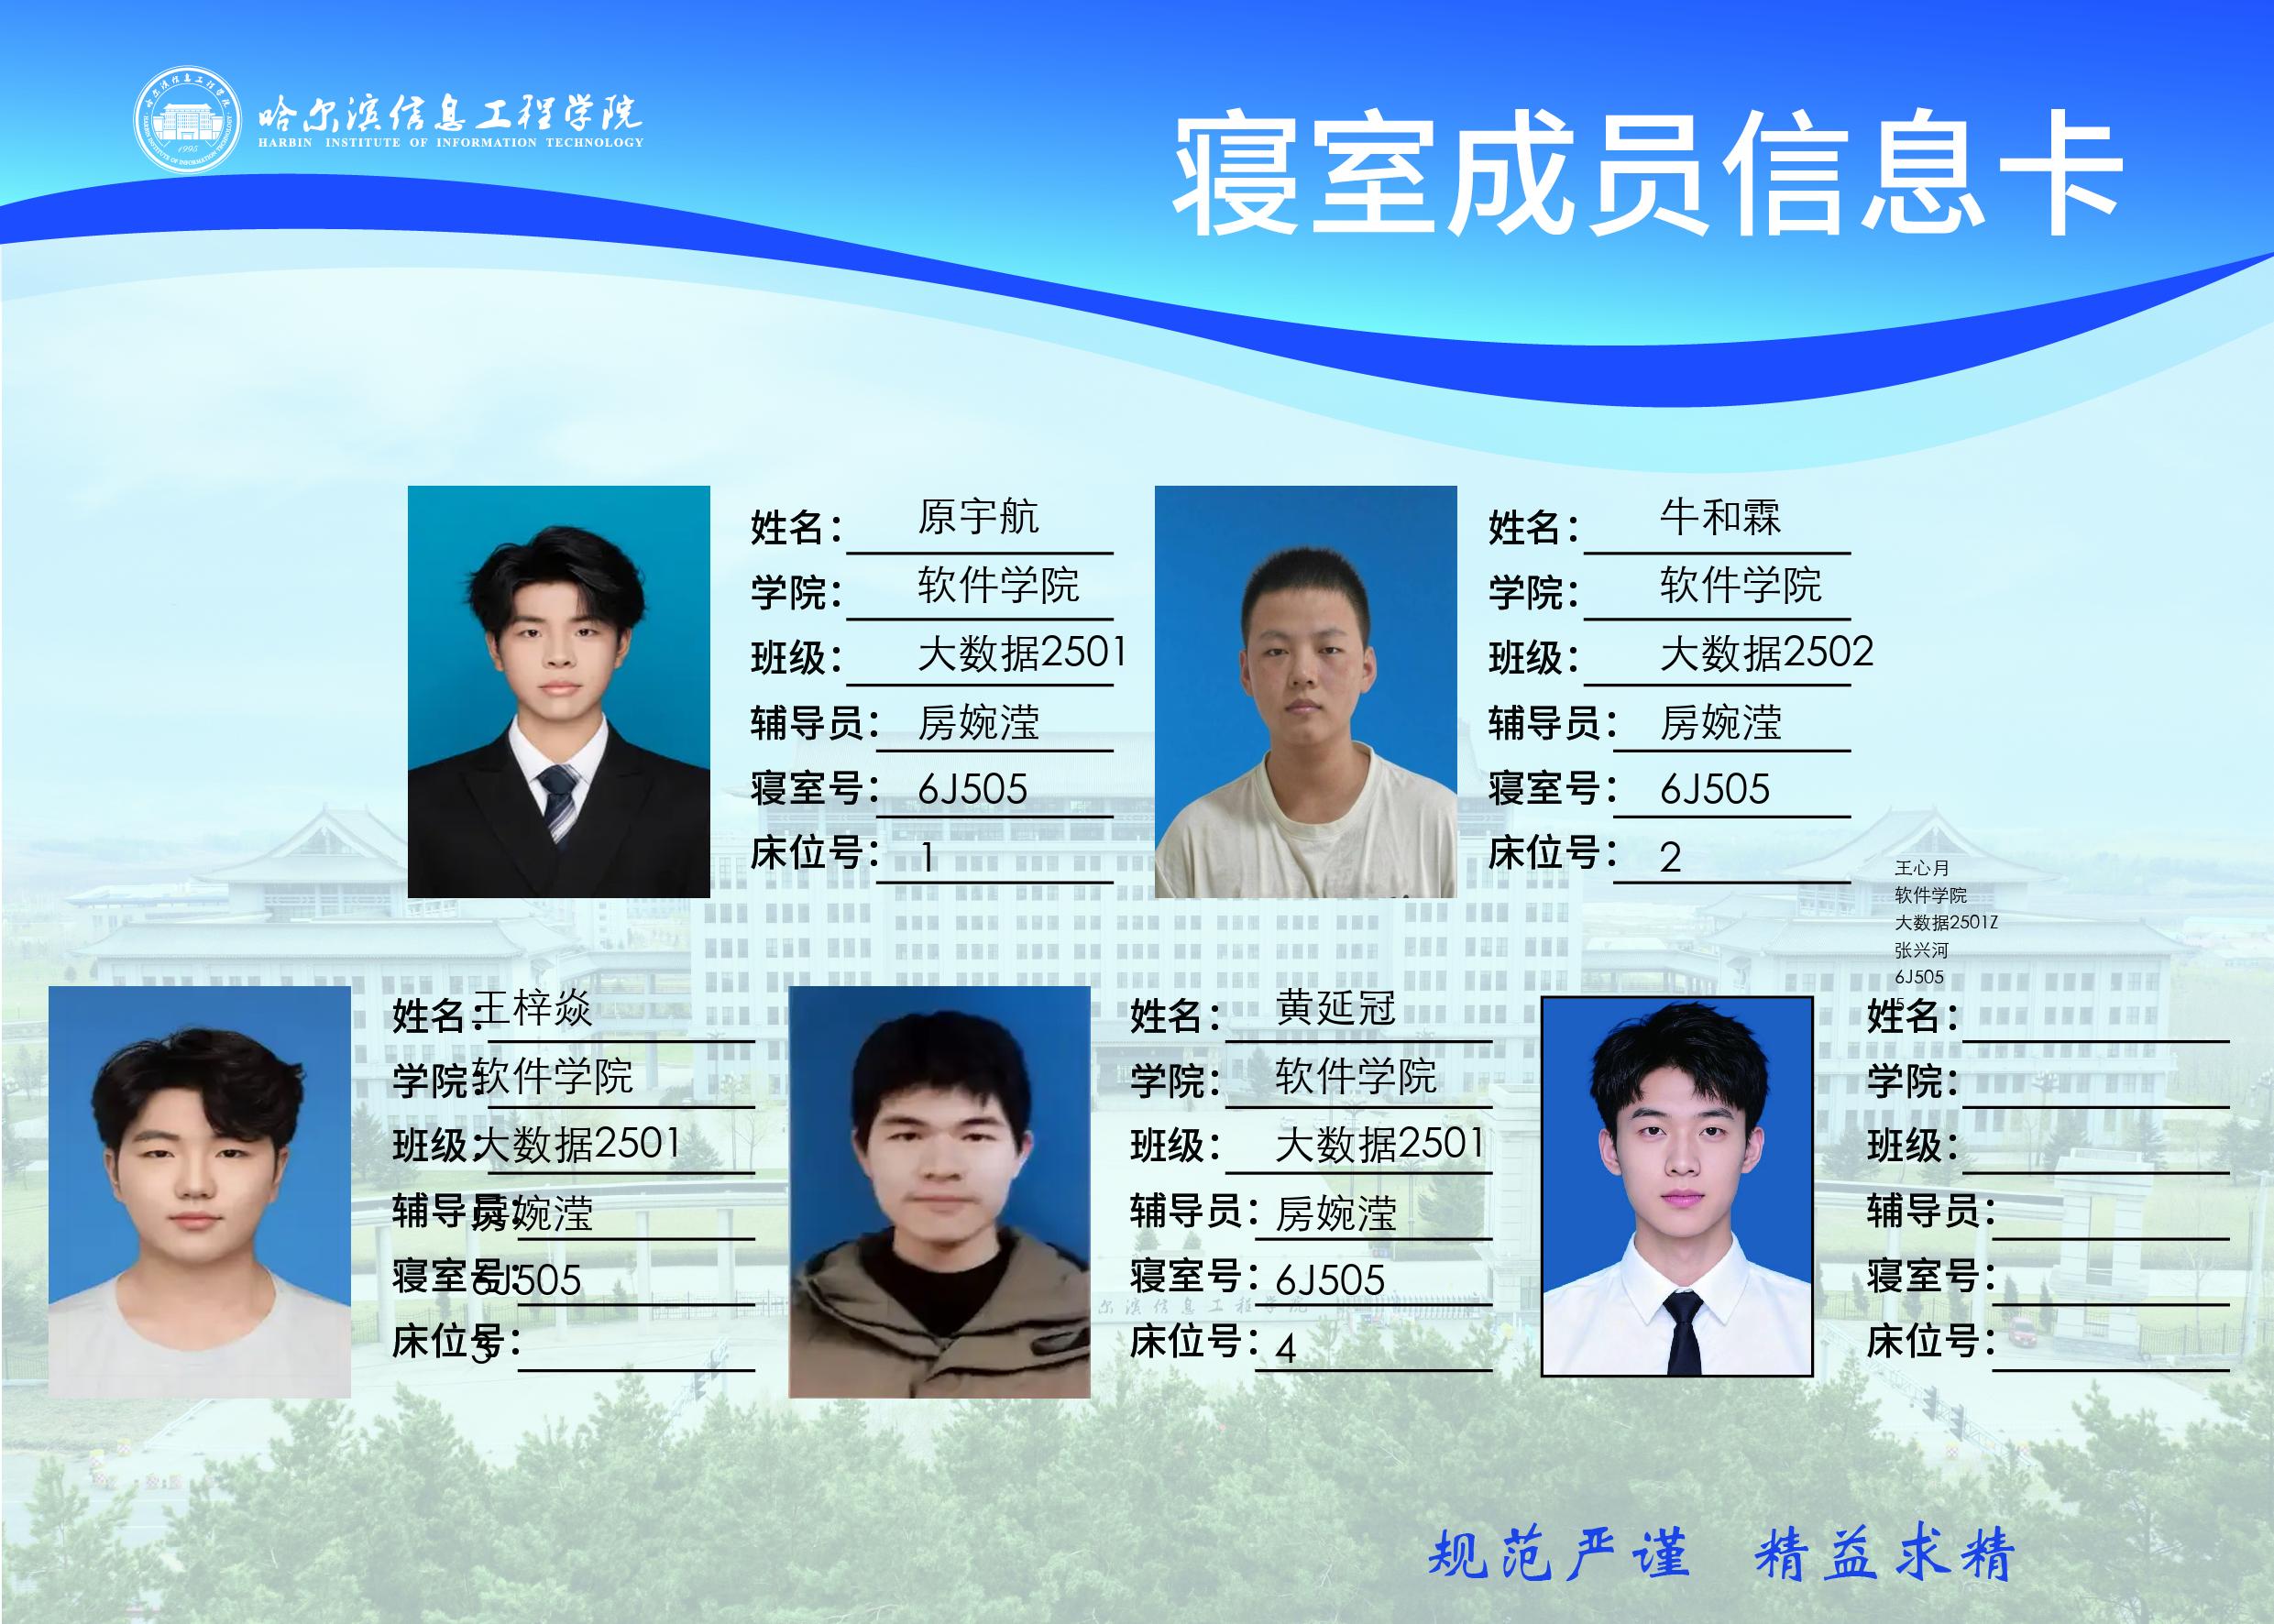 哈尔滨信息工程学院
HARBIN INSTITUTE OF INFORMATION TECHNOLOGY
1995
寝室成员信息卡
姓名： 原宇航
学院： 软件学院
班级： 大数据2501
辅导员： 房婉滢
寝室号： 6J505
床位号： 1
姓名： 牛和霖
学院： 软件学院
班级： 大数据2502
辅导员： 房婉滢
寝室号： 6J505
床位号： 2
王心月
软件学院
大数据2501Z
张兴河
6J505
5
姓名： 王梓焱
学院： 软件学院
班级： 大数据2501
辅导员： 房婉滢
寝室号： 6J505
床位号： 3
姓名： 黄延冠
学院： 软件学院
班级： 大数据2501
辅导员： 房婉滢
寝室号： 6J505
床位号： 4
姓名：
学院：
班级：
辅导员：
寝室号：
床位号：
尔滨信息工程学院
规范严谨 精益求精